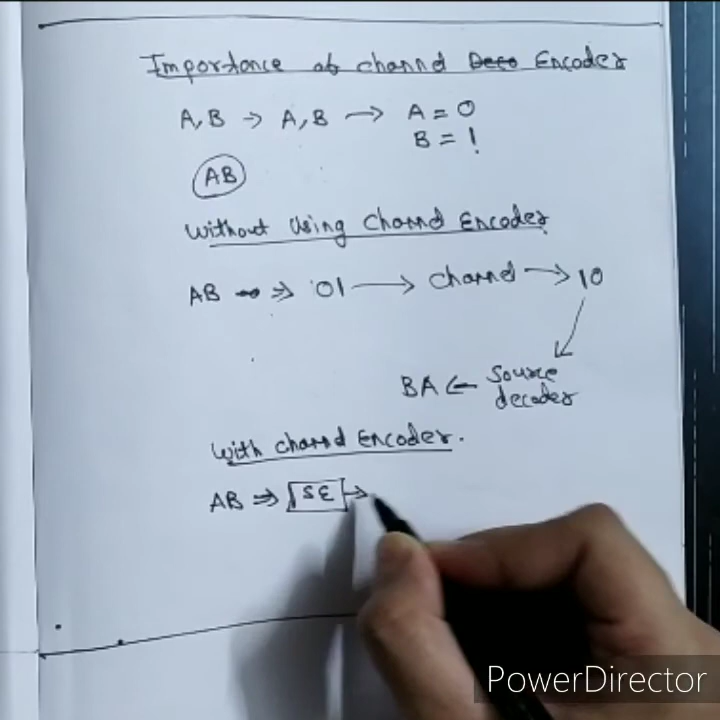 Importance of channel Deco Encoder
A, B → A, B → A = 0
B = 1
AB
Without Using Channel Encoder
AB ⇒ 01 → Channel → 10
BA ← Source decoder
With channel Encoder.
AB ⇒ SE →
PowerDirector